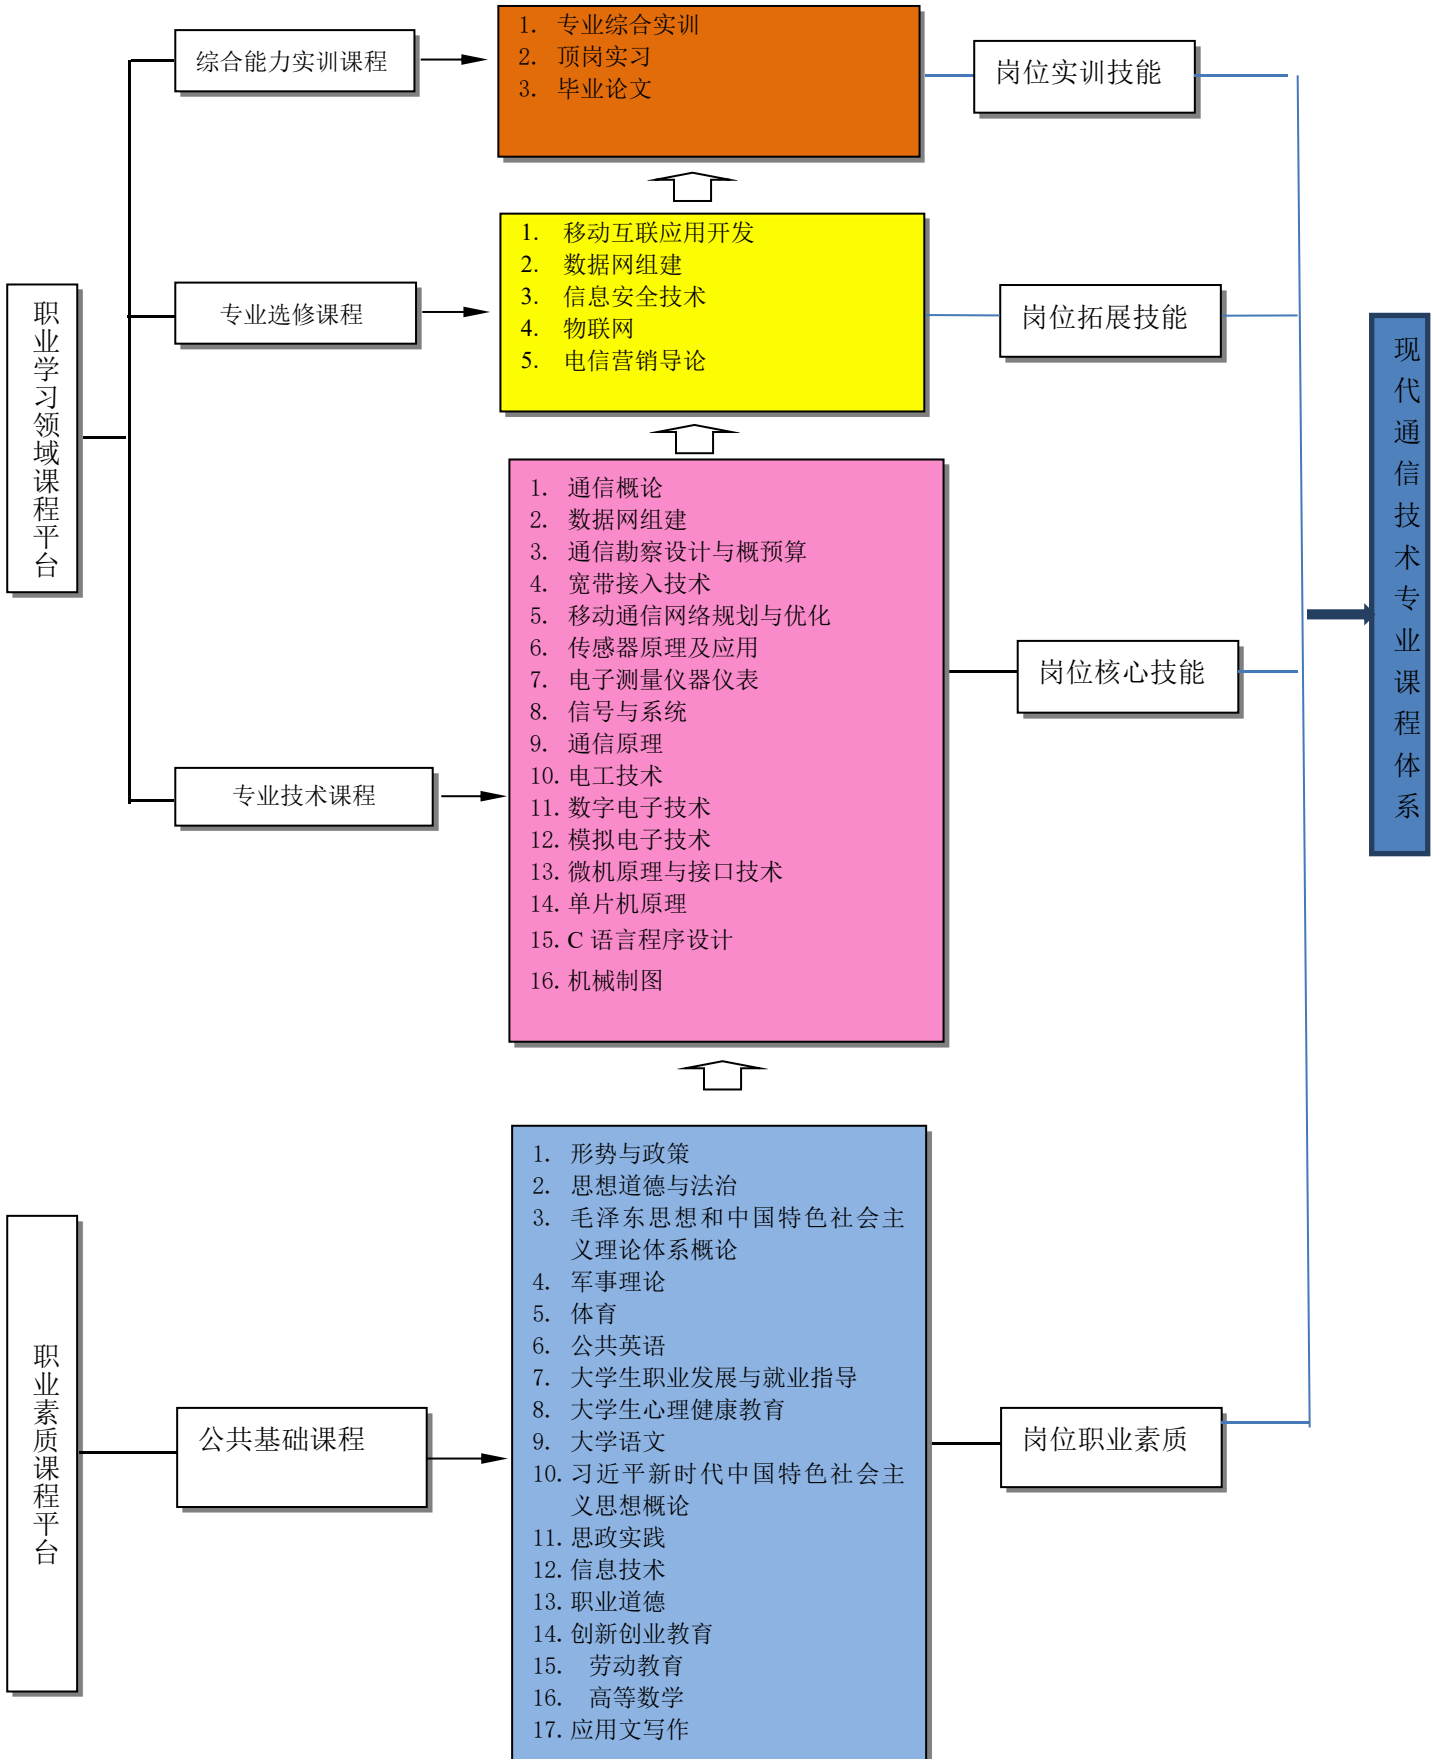 综合能力实训课程
1. 专业综合实训
2. 顶岗实习
3. 毕业论文
岗位实训技能
职业学习领域课程平台
专业选修课程
1. 移动互联应用开发
2. 数据网组建
3. 信息安全技术
4. 物联网
5. 电信营销导论
岗位拓展技能
现代通信技术专业课程体系
专业技术课程
1. 通信概论
2. 数据网组建
3. 通信勘察设计与概预算
4. 宽带接入技术
5. 移动通信网络规划与优化
6. 传感器原理及应用
7. 电子测量仪器仪表
8. 信号与系统
9. 通信原理
10. 电工技术
11. 数字电子技术
12. 模拟电子技术
13. 微机原理与接口技术
14. 单片机原理
15. C 语言程序设计
16. 机械制图
岗位核心技能
职业素质课程平台
公共基础课程
1. 形势与政策
2. 思想道德与法治
3. 毛泽东思想和中国特色社会主
义理论体系概论
4. 军事理论
5. 体育
6. 公共英语
7. 大学生职业发展与就业指导
8. 大学生心理健康教育
9. 大学语文
10. 习近平新时代中国特色社会主
义思想概论
11. 思政实践
12. 信息技术
13. 职业道德
14. 创新创业教育
15. 劳动教育
16. 高等数学
17. 应用文写作
岗位职业素质